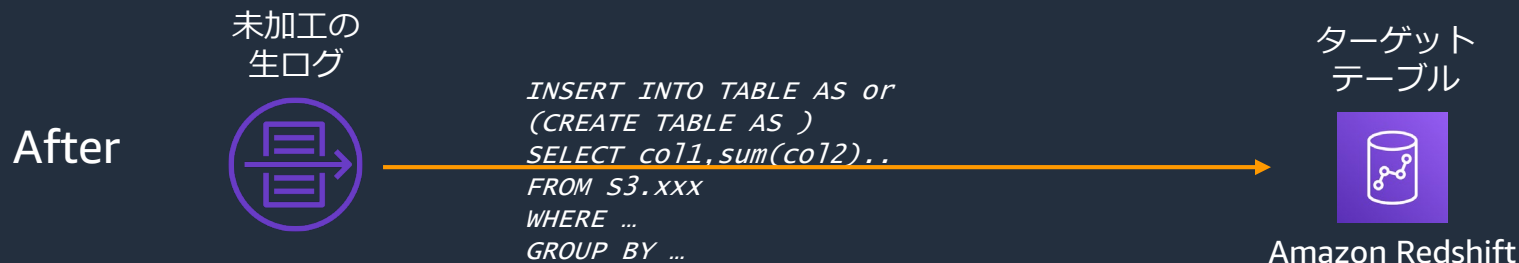 After
未加工の
生ログ
INSERT INTO TABLE AS or
(CREATE TABLE AS )
SELECT col1,sum(col2)..
FROM S3.xxx
WHERE …
GROUP BY …
ターゲット
テーブル
Amazon Redshift